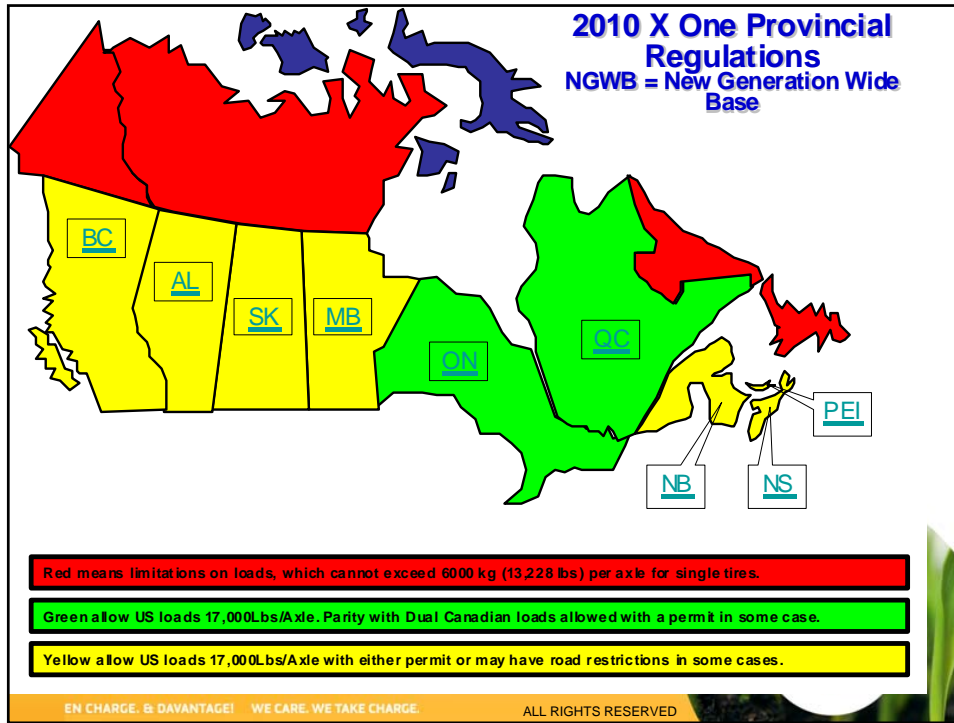 2010 X One Provincial
Regulations
NGWB = New Generation Wide
Base
BC
AL
SK
MB
ON
QC
PEI
NB
NS
Red means limitations on loads, which cannot exceed 6000 kg (13,228 lbs) per axle for single tires.
Green allow US loads 17,000Lbs/Axle. Parity with Dual Canadian loads allowed with a permit in some case.
Yellow allow US loads 17,000Lbs/Axle with either permit or may have road restrictions in some cases.
EN CHARGE. & DAVANTAGE! WE CARE. WE TAKE CHARGE.
ALL RIGHTS RESERVED